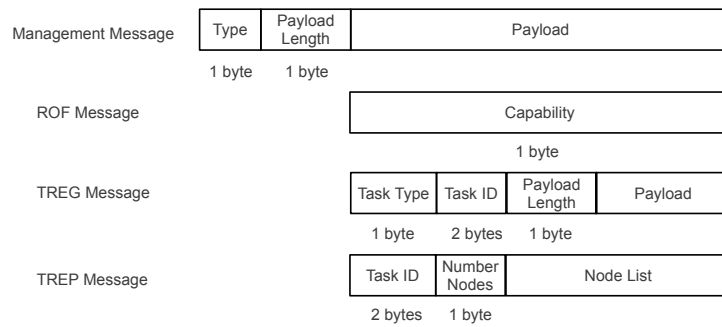 Management Message
Type
Payload
Length
Payload
1 byte
1 byte
ROF Message
Capability
1 byte
TREG Message
Task Type
Task ID
Payload
Length
Payload
1 byte
2 bytes
1 byte
TREP Message
Task ID
Number
Nodes
Node List
2 bytes
1 byte